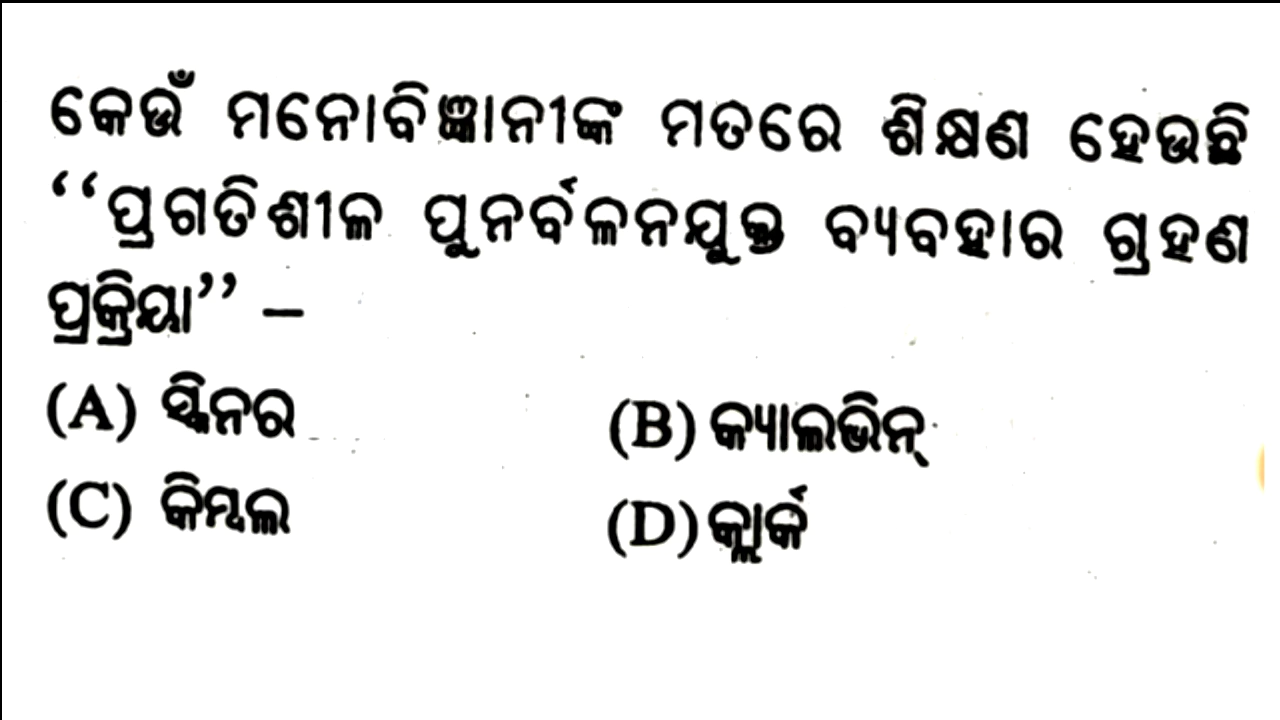 କେଉଁ ମନୋବିଜ୍ଞାନୀଙ୍କ ମତରେ ଶିକ୍ଷଣ ହେଉଛି
‘‘ପ୍ରଗତିଶୀଳ ପୁନର୍ବଳନଯୁକ୍ତ ବ୍ୟବହାର ଗ୍ରହଣ
ପ୍ରକ୍ରିୟା’’ –
(A) ସ୍କିନର (B) କ୍ୟାଲଭିନ୍
(C) କିମ୍ବଲ (D) କ୍ଲାର୍କ